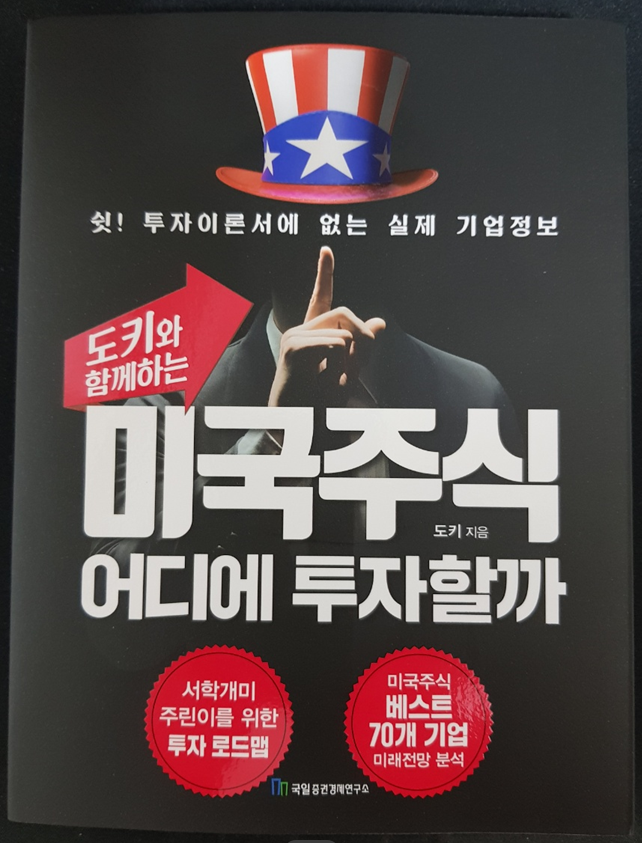 쉿! 투자이론서에 없는 실제 기업정보
도키와
함께하는
미국주식
도키 지음
어디에 투자할까
서학개미
주린이를 위한
투자 로드맵
미국주식
베스트
70개 기업
미래전망 분석
국일증권경제연구소